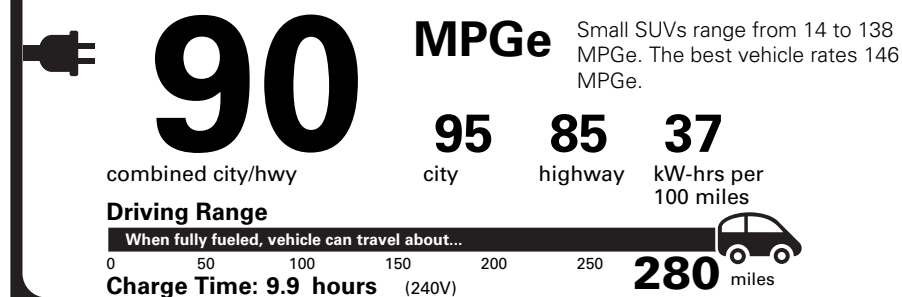 90
MPGe
Small SUVs range from 14 to 138
MPGe. The best vehicle rates 146
MPGe.
95 85 37
combined city/hwy city highway kW-hrs per
100 miles
Driving Range
When fully fueled, vehicle can travel about...
0 50 100 150 200 250 280 miles
Charge Time: 9.9 hours (240V)